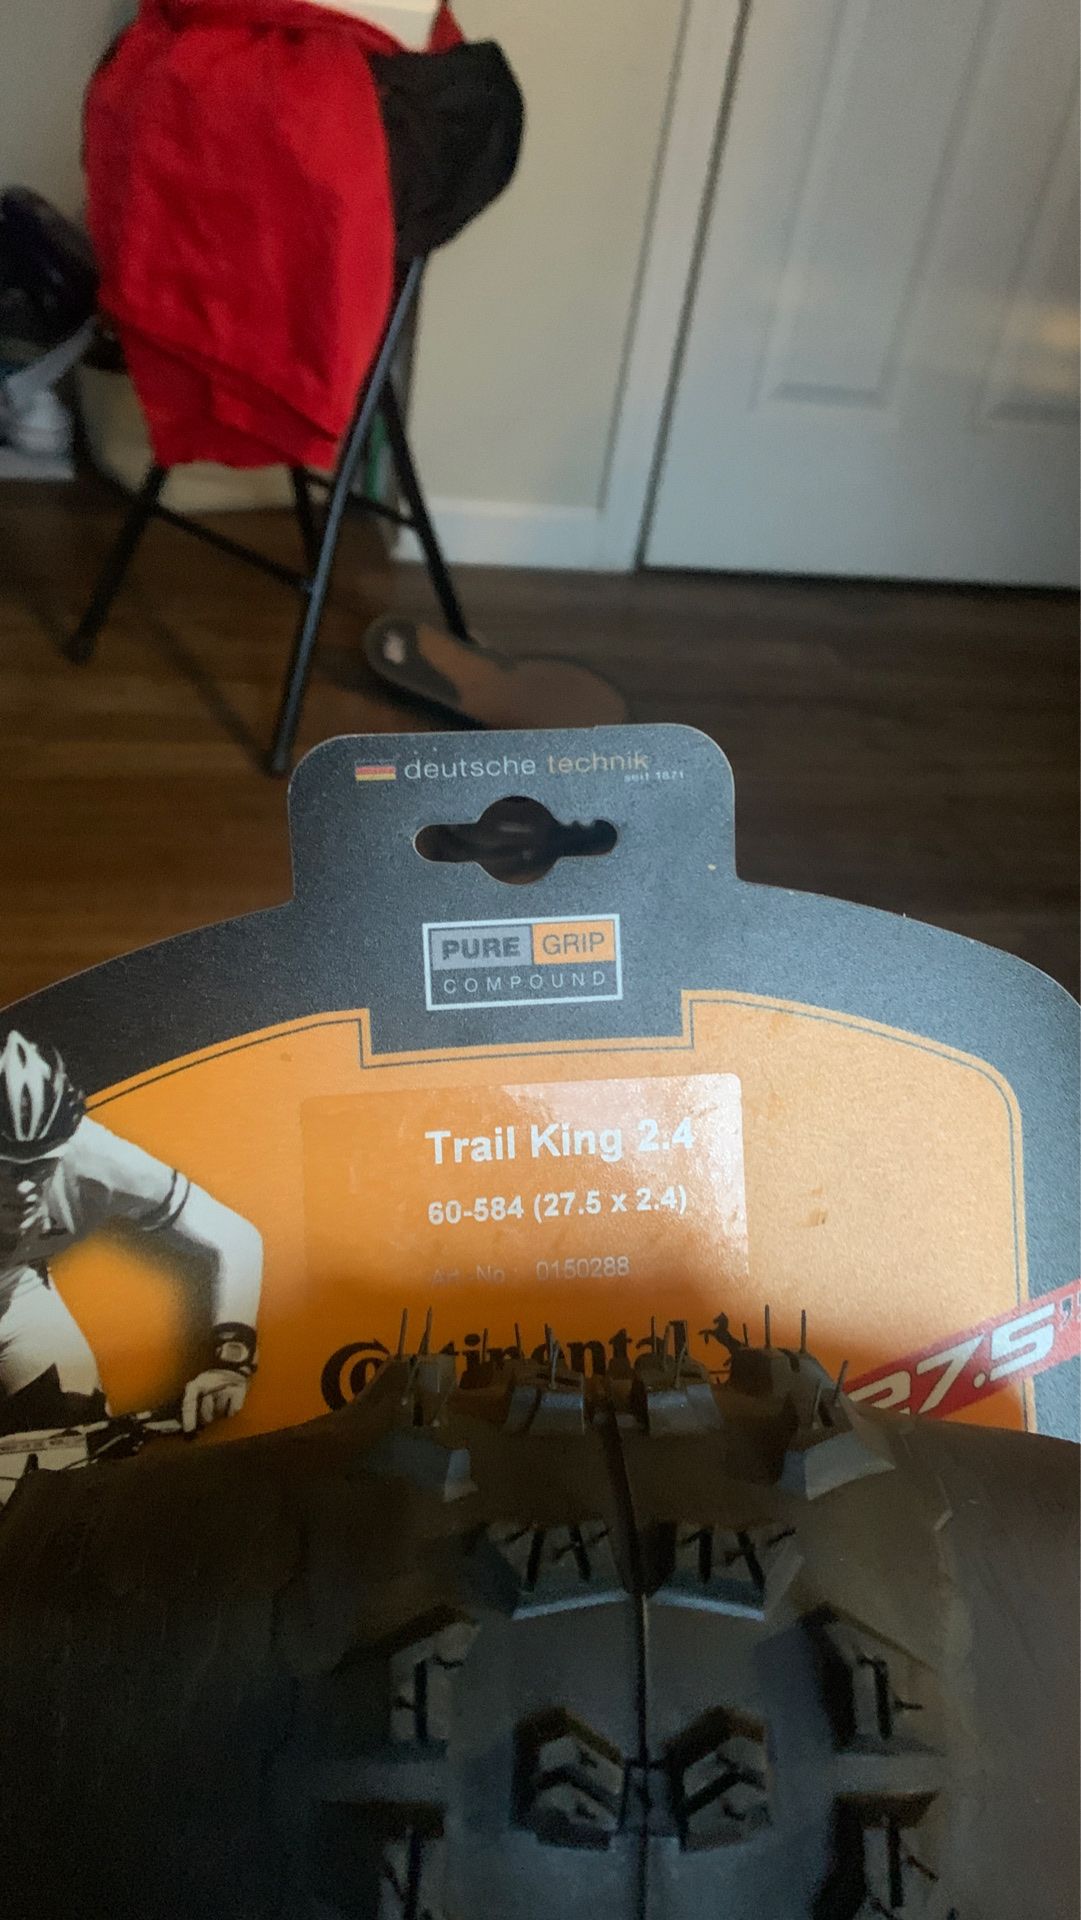 deutsche technik
seit 1871
PURE GRIP
COMPOUND
Trail King 2.4
60-584 (27.5 x 2.4)
Art.-No.: 0150288
Continental
27.5"